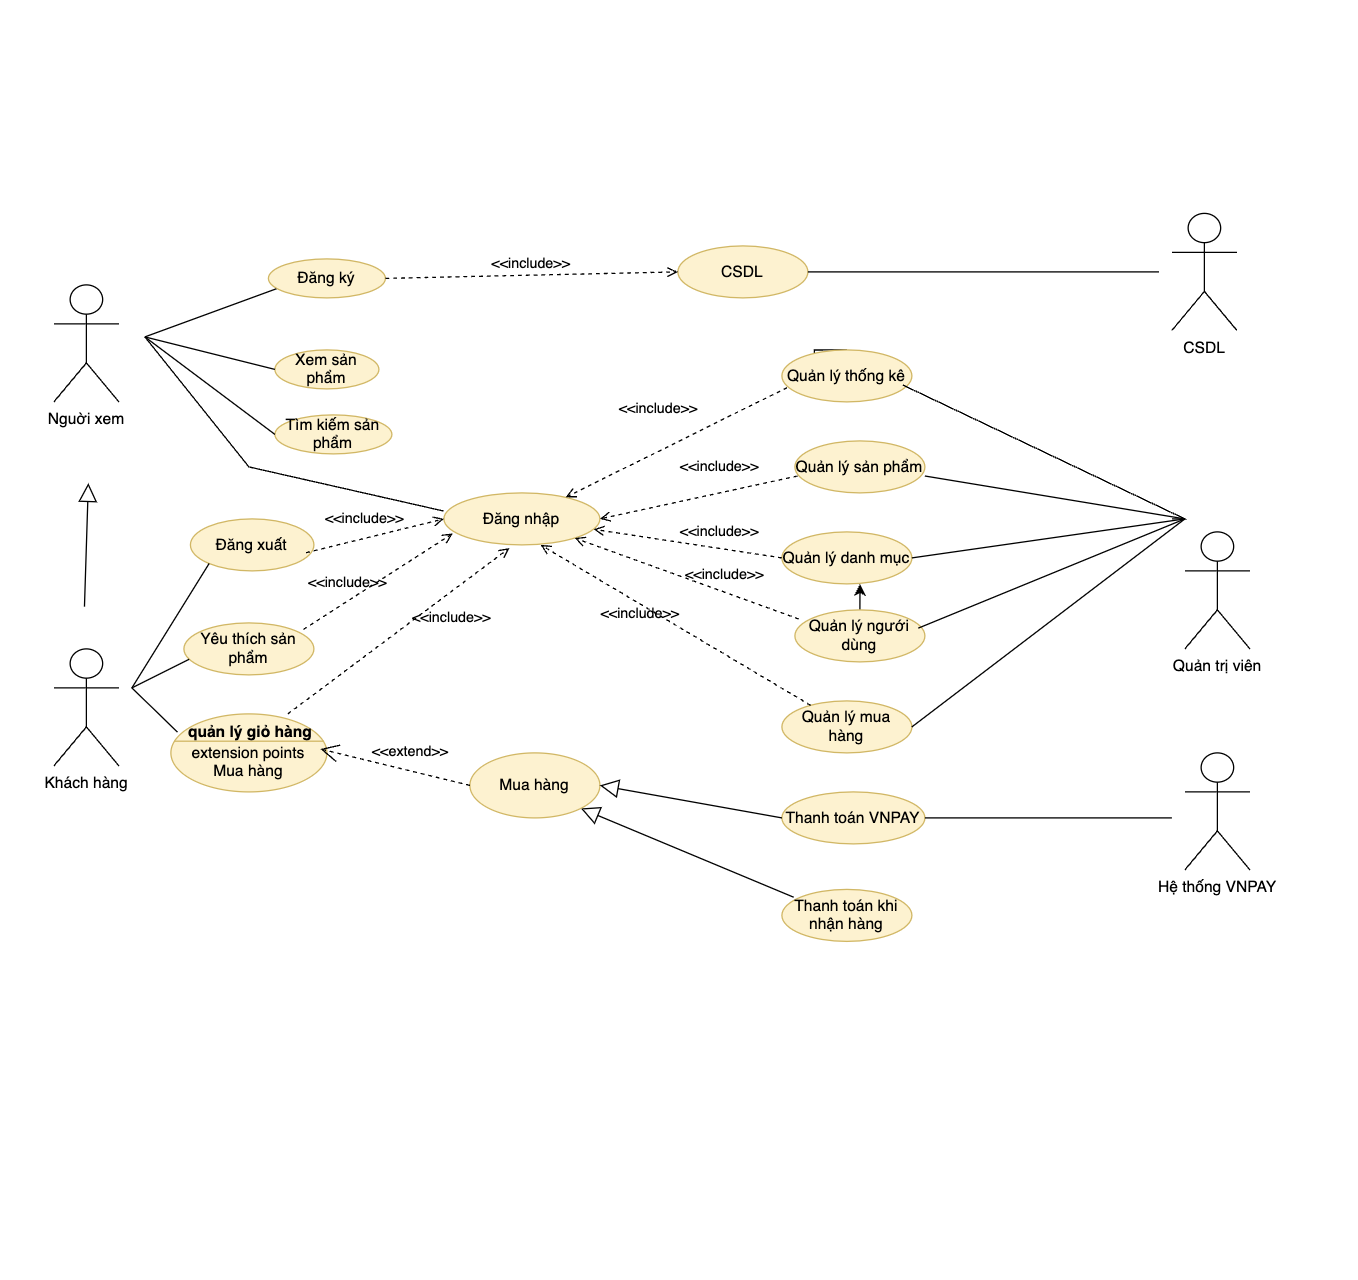 <<include>>
Đăng ký
CSDL
CSDL
Người xem
Xem sản
phẩm
Quản lý thống kê
<<include>>
Tìm kiếm sản
phẩm
<<include>>
Quản lý sản phẩm
Đăng nhập
<<include>>
Đăng xuất
<<include>>
Quản lý danh mục
<<include>>
<<include>>
Quản lý người
dùng
<<include>>
<<include>>
Yêu thích sản
phẩm
Quản trị viên
Quản lý mua
hàng
quản lý giỏ hàng
extension points
Mua hàng
<<extend>>
Khách hàng
Mua hàng
Thanh toán VNPAY
Hệ thống VNPAY
Thanh toán khi
nhận hàng